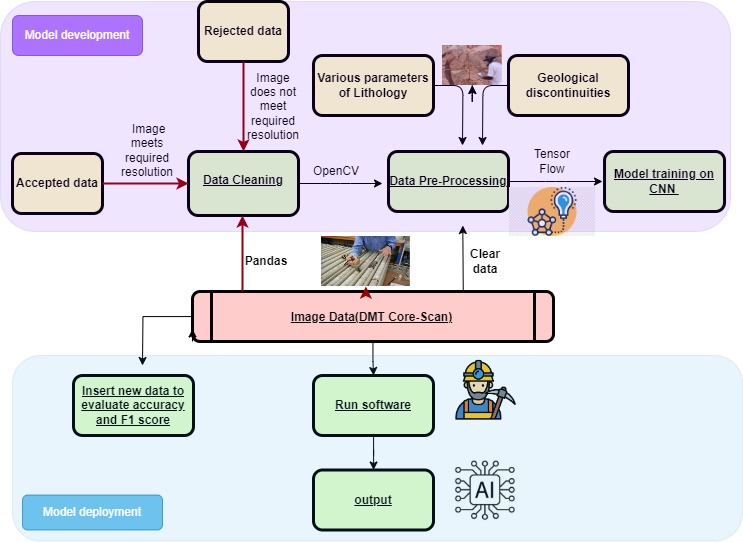 Model development
Rejected data
Image
does not
meet
required
resolution
Various parameters
of Lithology
Geological
discontinuities
Image
meets
required
resolution
Accepted data
Data Cleaning
OpenCV
Data Pre-Processing
Tensor
Flow
Model training on
CNN
Pandas
Clear
data
Image Data(DMT Core-Scan)
Insert new data to
evaluate accuracy
and F1 score
Run software
output
AI
Model deployment